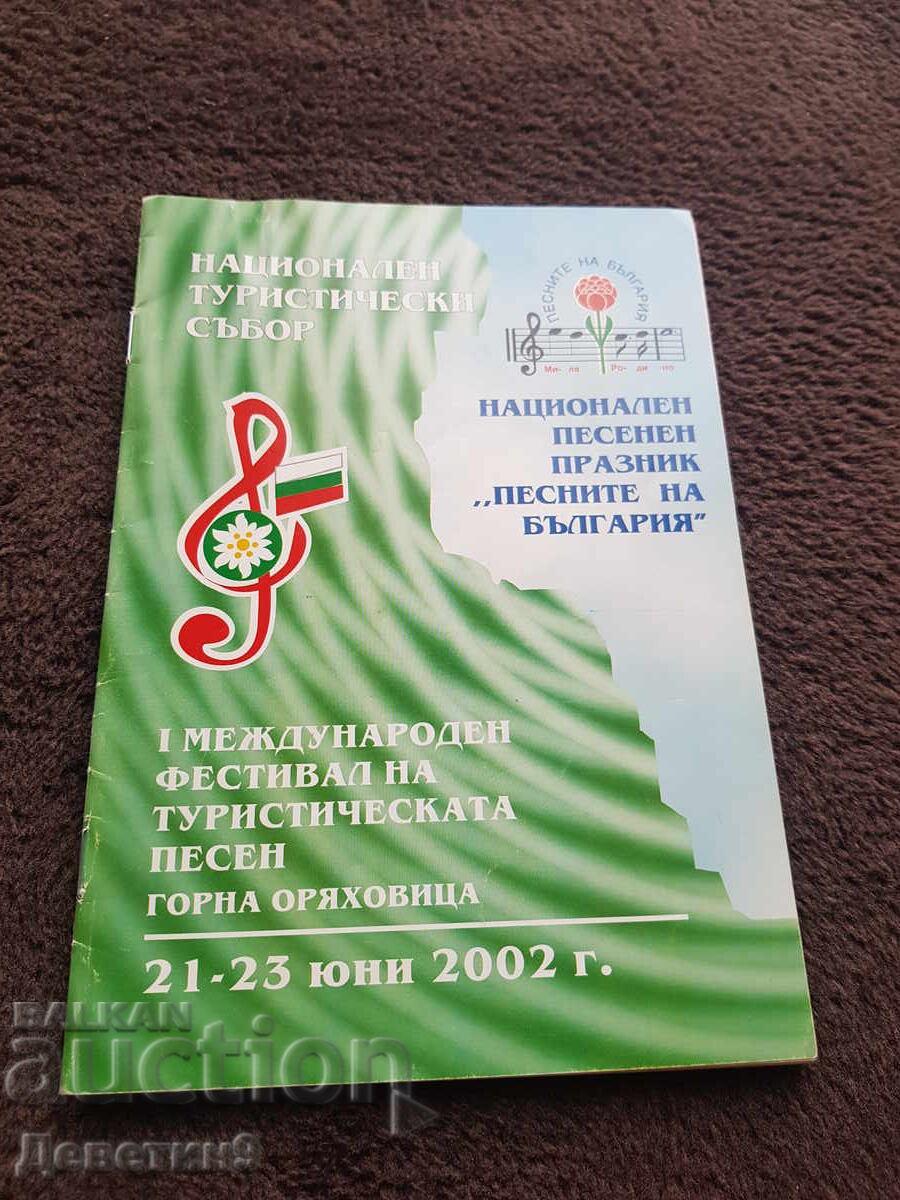 НАЦИОНАЛЕН
ТУРИСТИЧЕСКИ
СЪБОР
ПЕСНИТЕ НА БЪЛГАРИЯ
Ми- ла Ро- ди но
НАЦИОНАЛЕН
ПЕСЕНЕН
ПРАЗНИК
,,ПЕСНИТЕ НА
БЪЛГАРИЯ"
I МЕЖДУНАРОДЕН
ФЕСТИВАЛ НА
ТУРИСТИЧЕСКАТА
ПЕСЕН
ГОРНА ОРЯХОВИЦА
21-23 ЮНИ 2002 г.
BALKAN
auction
Деветин9